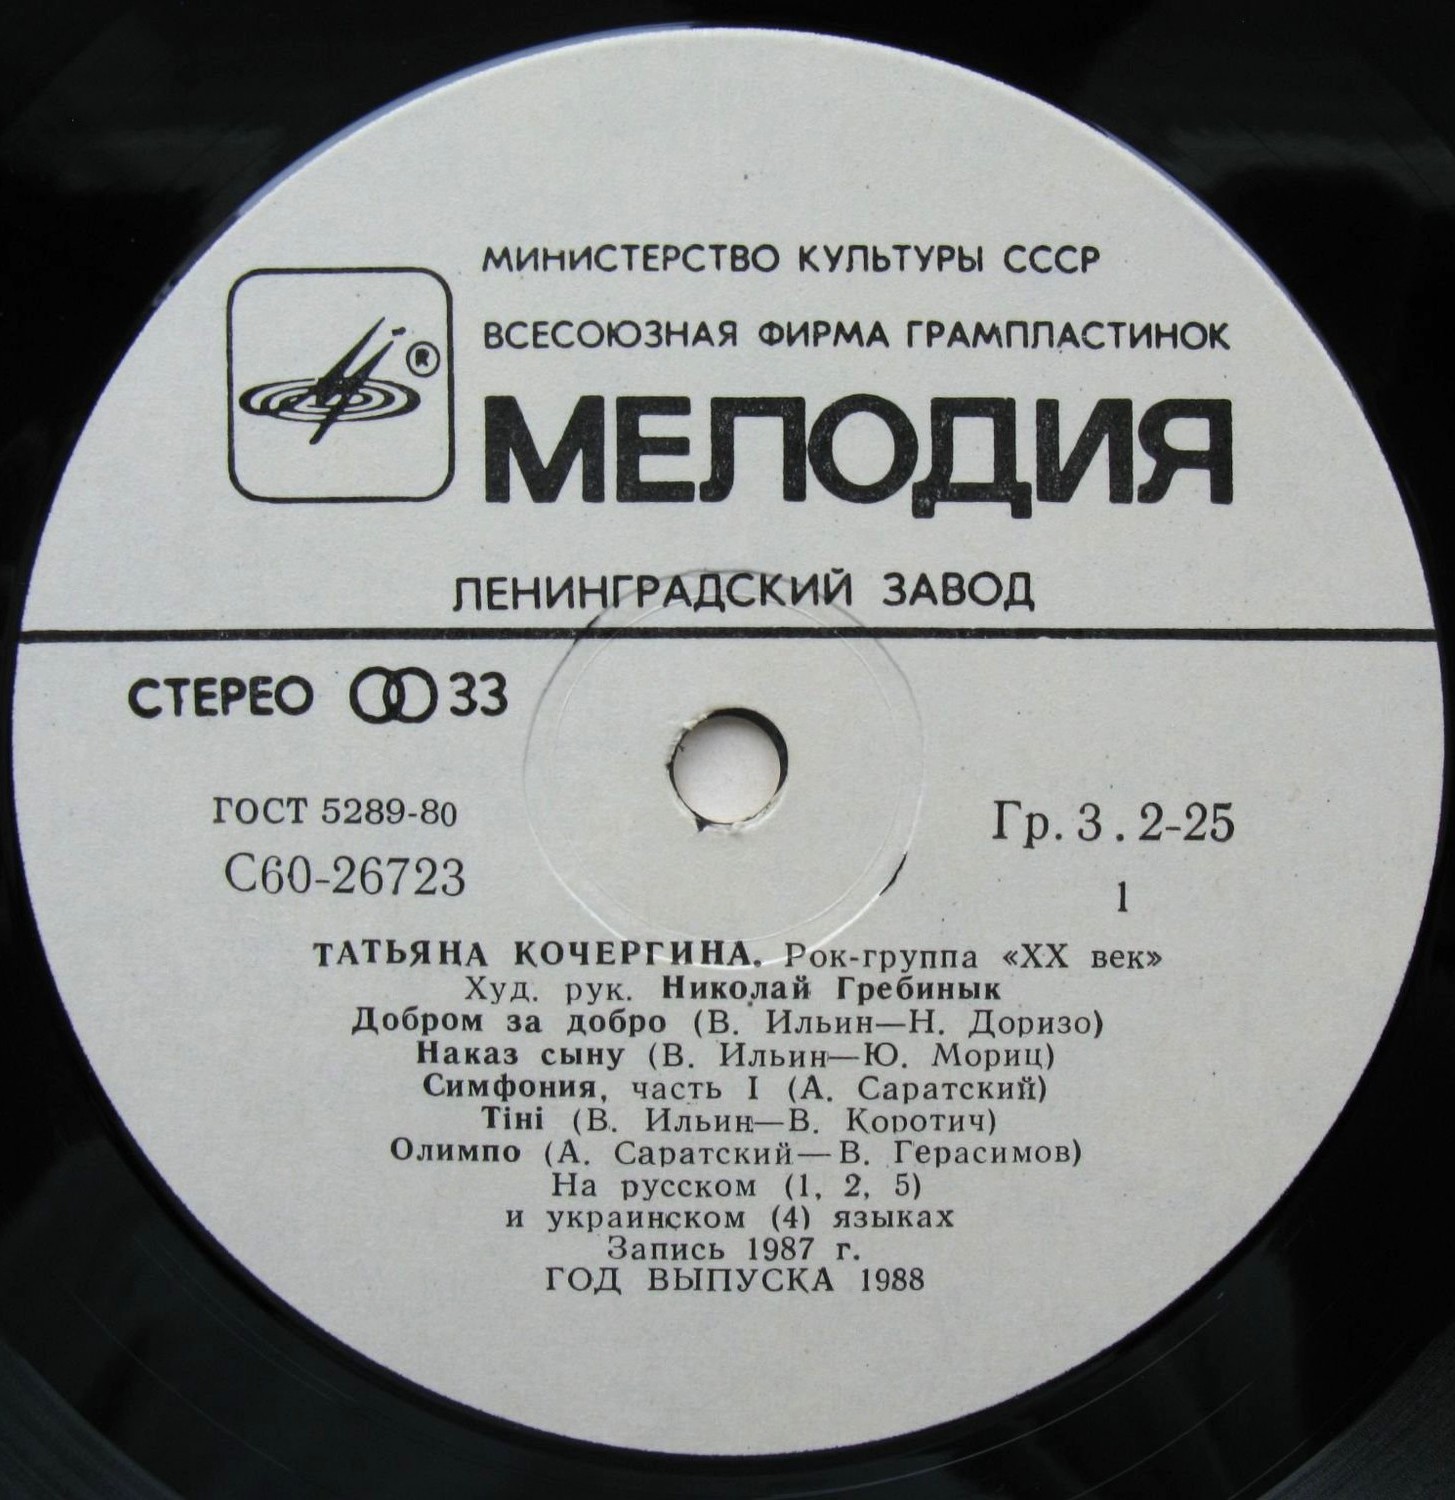 МИНИСТЕРСТВО КУЛЬТУРЫ СССР
ВСЕСОЮЗНАЯ ФИРМА ГРАМПЛАСТИНОК
®
МЕЛОДИЯ
ЛЕНИНГРАДСКИЙ ЗАВОД
СТЕРЕО 33
ГОСТ 5289-80
Гр. 3 . 2-25
С60-26723
1
ТАТЬЯНА КОЧЕРГИНА. Рок-группа «ХХ век»
Худ. рук. Николай Гребинык
Добром за добро (В. Ильин—Н. Доризо)
Наказ сыну (В. Ильин—Ю. Мориц)
Симфония, часть I (А. Саратский)
Тіні (В. Ильин—В. Коротич)
Олимпо (А. Саратский—В. Герасимов)
На русском (1, 2, 5)
и украинском (4) языках
Запись 1987 г.
ГОД ВЫПУСКА 1988